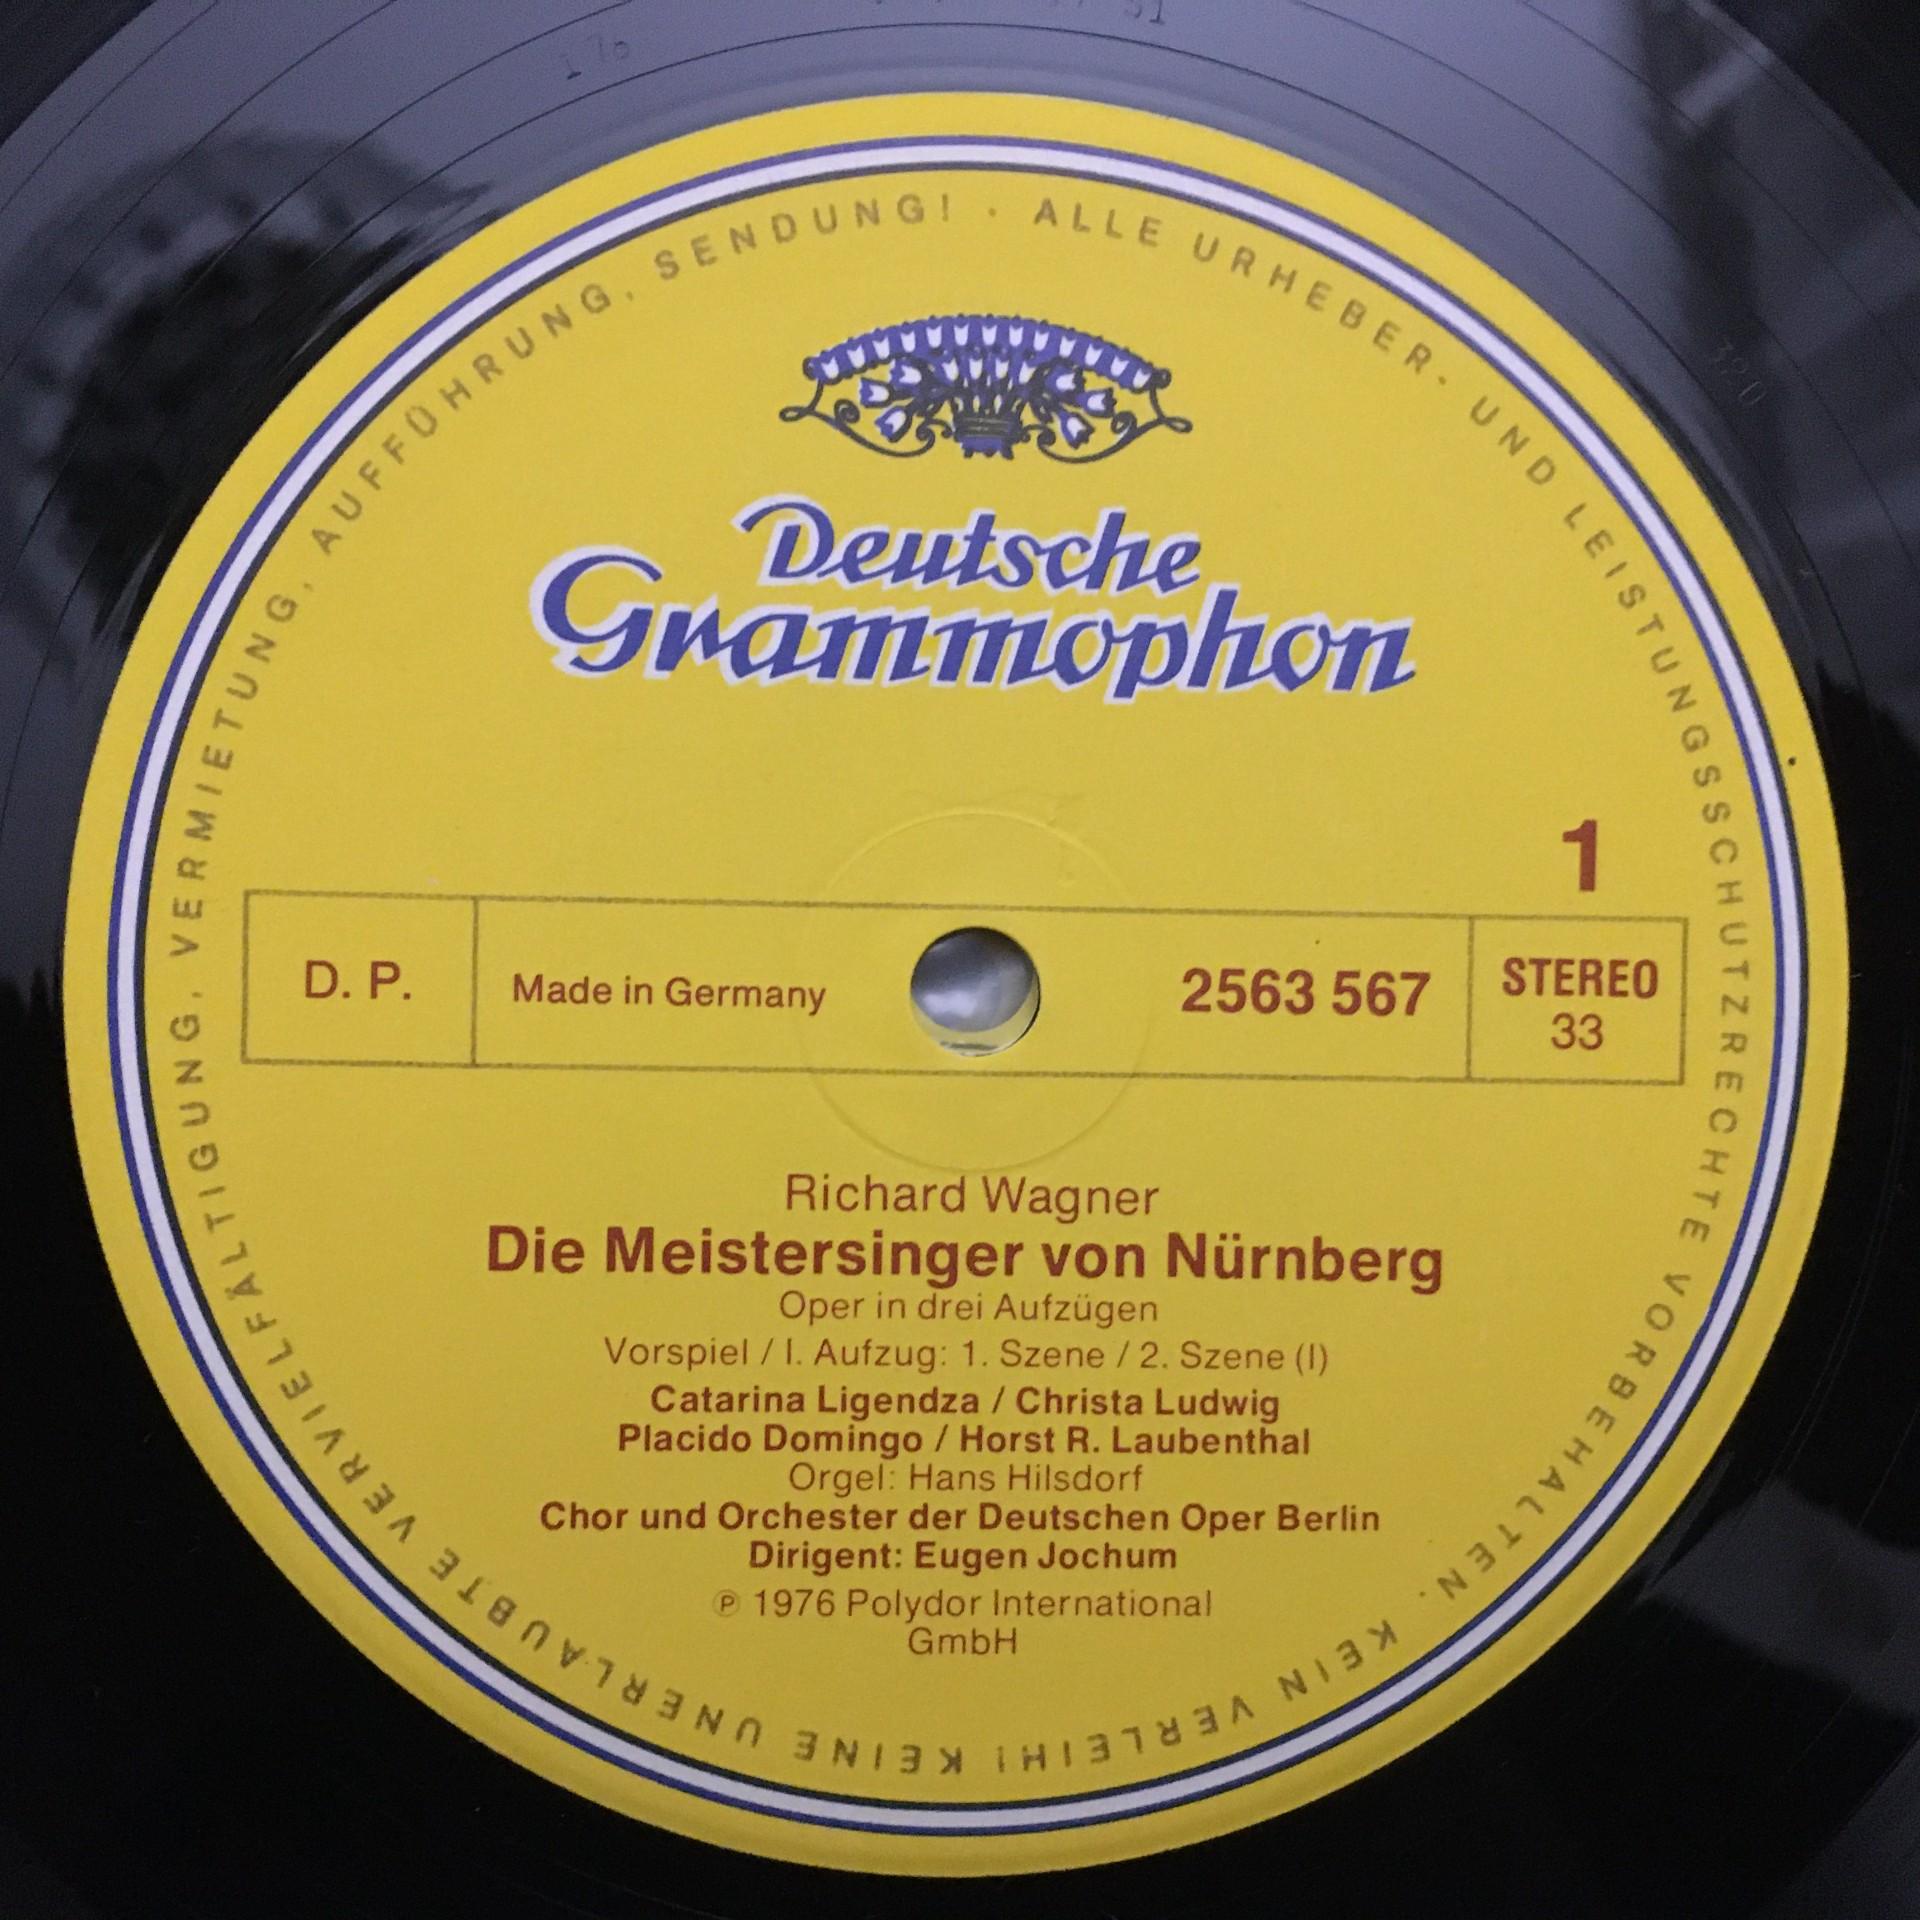 Deutsche
Grammophon
1
D. P.
Made in Germany
2563 567
STEREO
33
Richard Wagner
Die Meistersinger von Nürnberg
Oper in drei Aufzügen
Vorspiel / I. Aufzug: 1. Szene / 2. Szene (I)
Catarina Ligendza / Christa Ludwig
Placido Domingo / Horst R. Laubenthal
Orgel: Hans Hilsdorf
Chor und Orchester der Deutschen Oper Berlin
Dirigent: Eugen Jochum
℗ 1976 Polydor International
GmbH
ALLE URHEBER- UND LEISTUNGSSCHUTZRECHTE VORBEHALTEN · KEIN VERLEIH! KEINE UNERLAUBTE VERVIELFÄLTIGUNG, VERMIETUNG, AUFFÜHRUNG, SENDUNG! ·